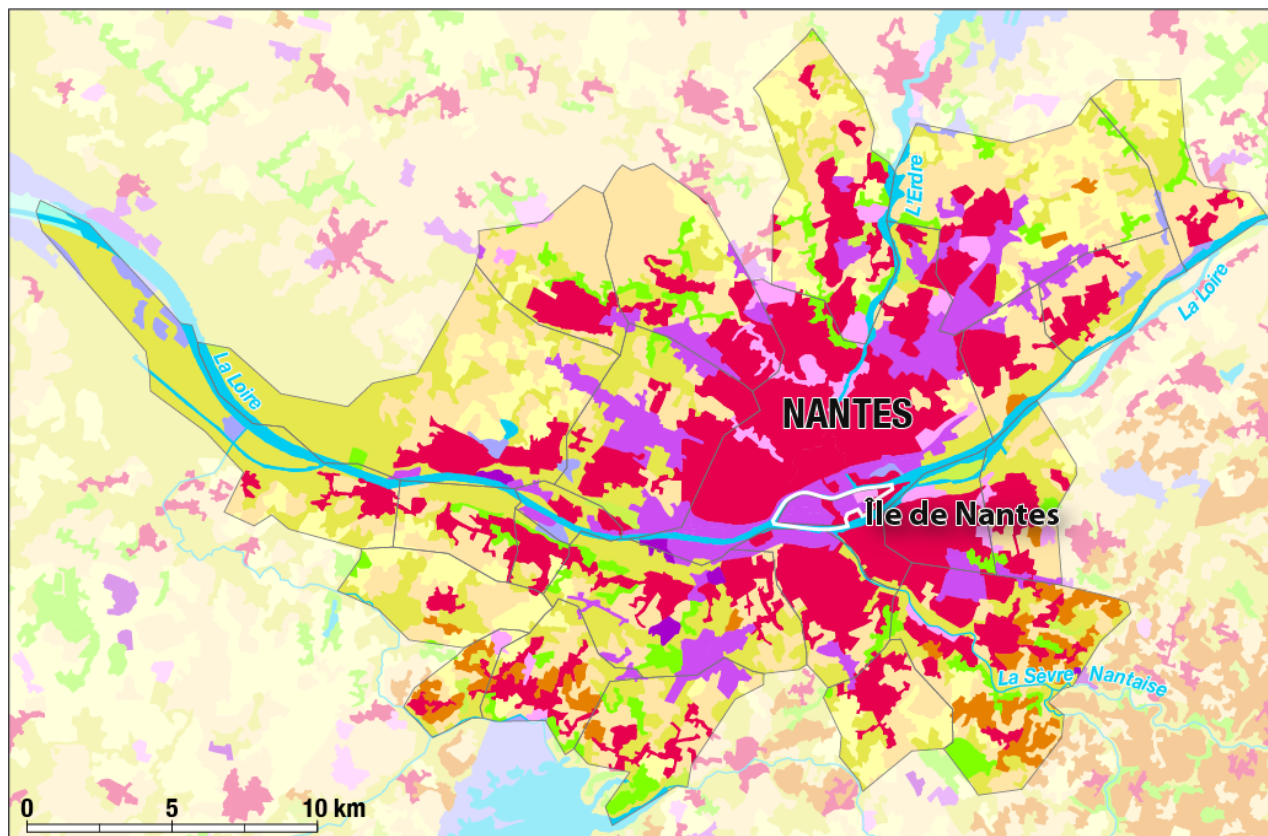 L'Erdre
La Loire
La Loire
NANTES
Île de Nantes
La Sèvre Nantaise
0 5 10 km